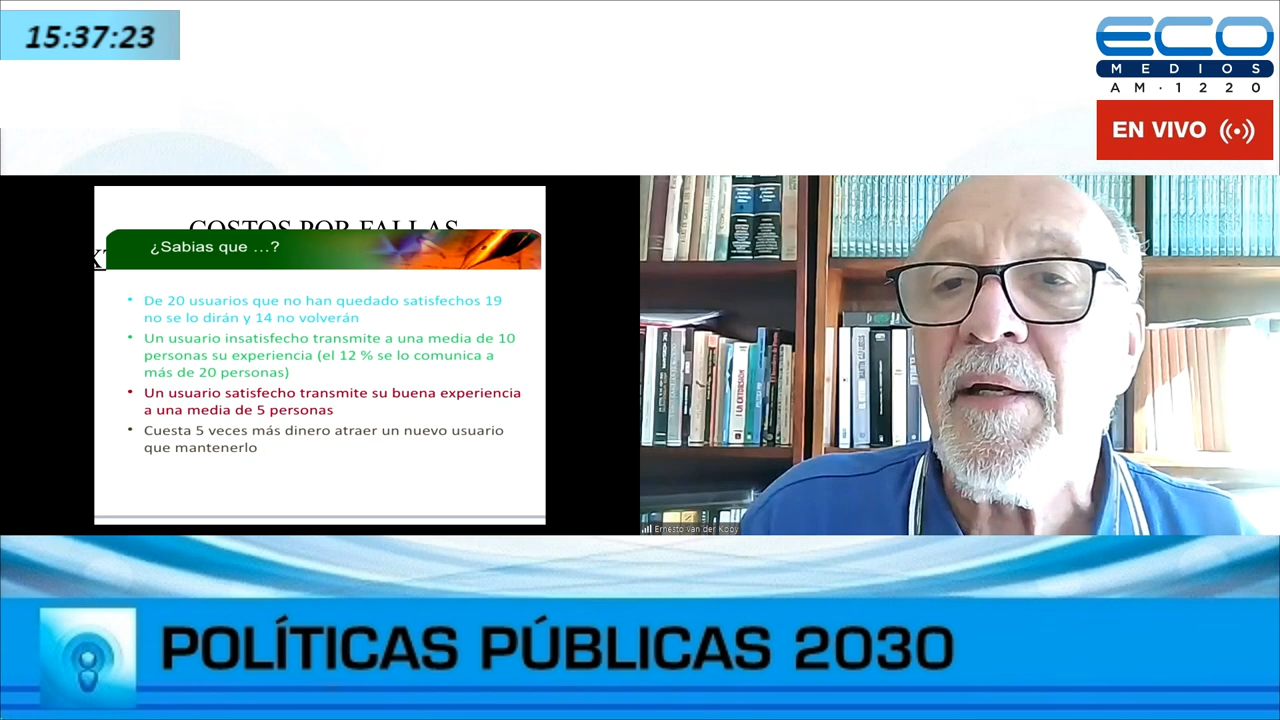 15:37:23
ECO
MEDIOS
AM·1220
EN VIVO
COSTOS POR FALLAS
¿Sabias que ...?
• De 20 usuarios que no han quedado satisfechos 19
no se lo dirán y 14 no volverán
• Un usuario insatisfecho transmite a una media de 10
personas su experiencia (el 12 % se lo comunica a
más de 20 personas)
• Un usuario satisfecho transmite su buena experiencia
a una media de 5 personas
• Cuesta 5 veces más dinero atraer un nuevo usuario
que mantenerlo
Ernesto van der Kooy
POLÍTICAS PÚBLICAS 2030